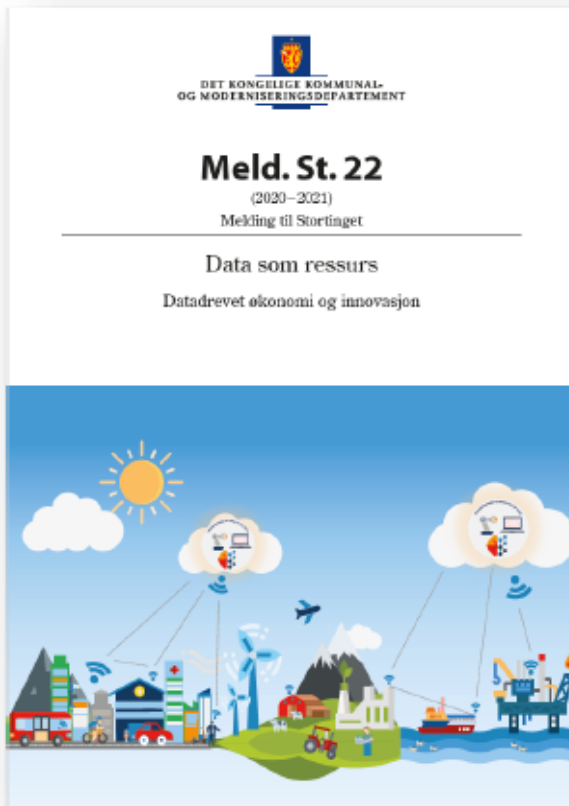 DET KONGELIGE KOMMUNAL-
OG MODERNISERINGSDEPARTEMENT
Meld. St. 22
(2020–2021)
Melding til Stortinget
Data som ressurs
Datadrevet økonomi og innovasjon